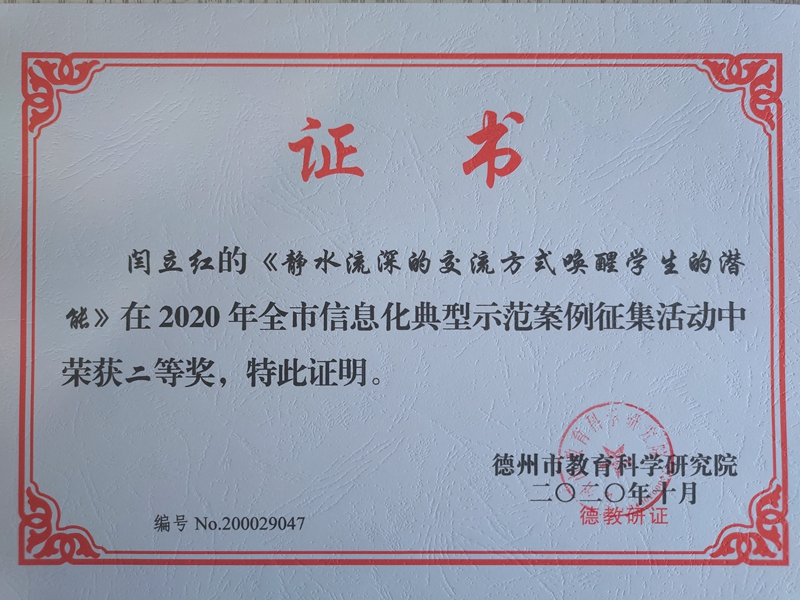 证 书
闫立红的《静水流深的交流方式唤醒学生的潜
能》在2020年全市信息化典型示范案例征集活动中
荣获二等奖，特此证明。
德州市教育科学研究院
二〇二〇年十月
德教研证
编号 No.200029047